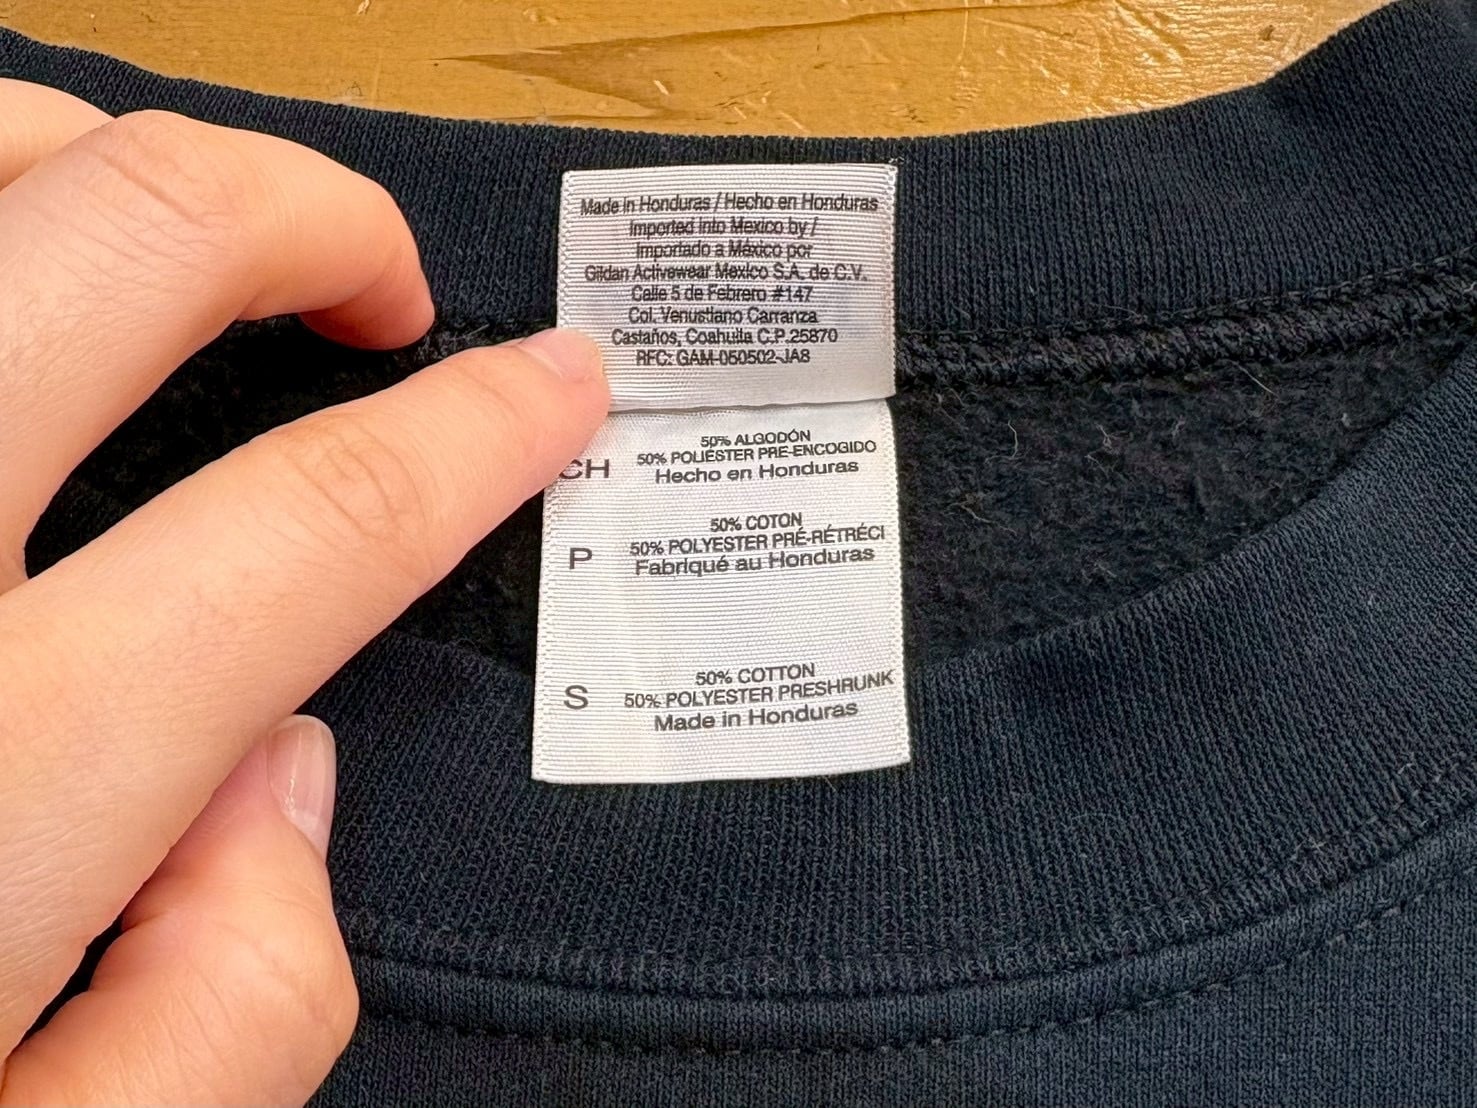 Made in Honduras / Hecho en Honduras
Imported into Mexico by /
Importado a México por
Gildan Activewear Mexico S.A. de C.V.
Calle 5 de Febrero #147
Col. Venustiano Carranza
Castaños, Coahuila C.P.25870
RFC: GAM-050502-JA8
50% ALGODÓN
50% POLIÉSTER PRE-ENCOGIDO
CH Hecho en Honduras
50% COTON
50% POLYESTER PRÉ-RÉTRÉCI
P Fabriqué au Honduras
50% COTTON
50% POLYESTER PRESHRUNK
S Made in Honduras